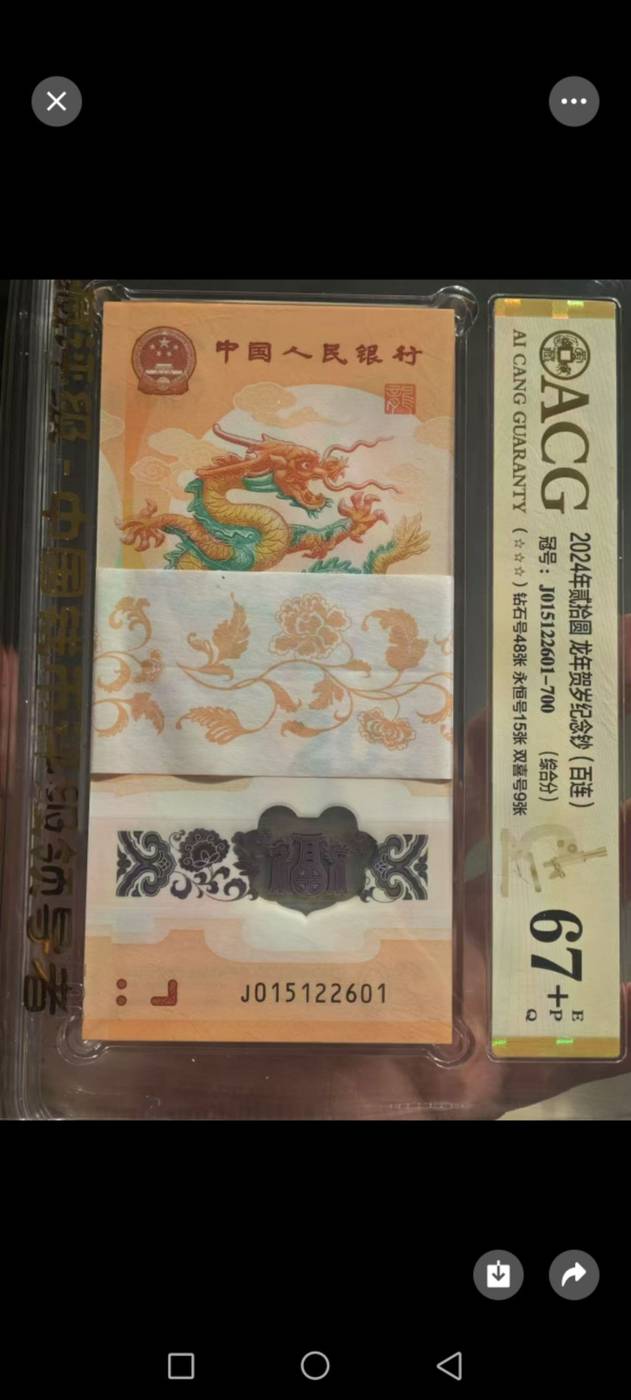 中国人民银行
J015122601
ACG
AI CANG GUARANTY
2024年贰拾圆 龙年贺岁纪念钞（百连）
冠号：J015122601-700 （综合分）
（☆☆☆）钻石号48张 永恒号15张 双喜号9张
67+
E
P
Q